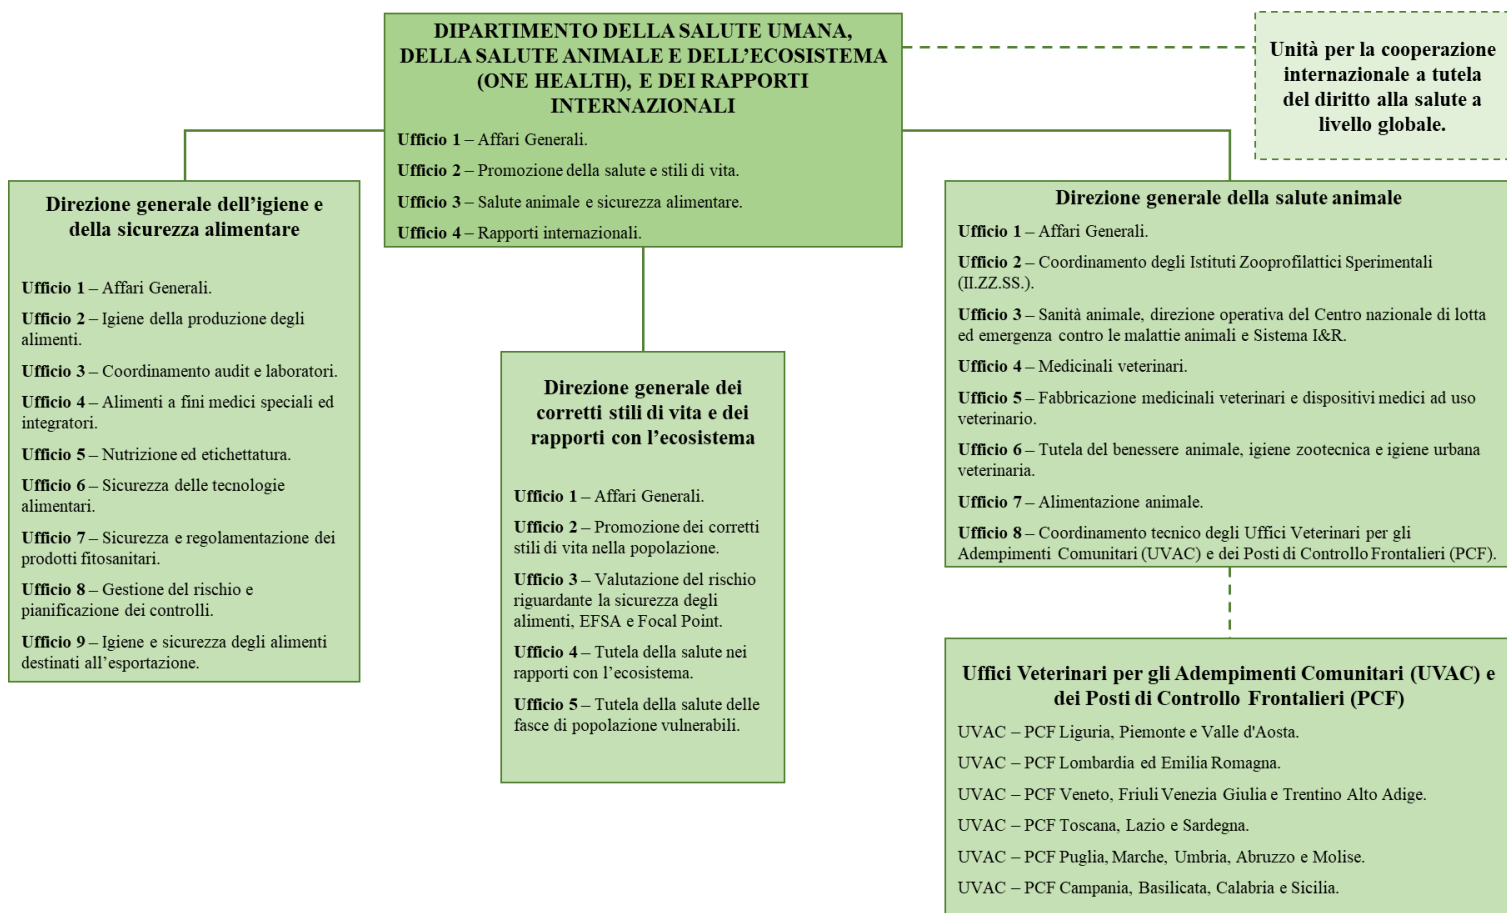 DIPARTIMENTO DELLA SALUTE UMANA,
DELLA SALUTE ANIMALE E DELL'ECOSISTEMA
(ONE HEALTH), E DEI RAPPORTI
INTERNAZIONALI
Ufficio 1 – Affari Generali.
Ufficio 2 – Promozione della salute e stili di vita.
Ufficio 3 – Salute animale e sicurezza alimentare.
Ufficio 4 – Rapporti internazionali.
Unità per la cooperazione
internazionale a tutela
del diritto alla salute a
livello globale.
Direzione generale dell'igiene e
della sicurezza alimentare
Ufficio 1 – Affari Generali.
Ufficio 2 – Igiene della produzione degli
alimenti.
Ufficio 3 – Coordinamento audit e laboratori.
Ufficio 4 – Alimenti a fini medici speciali ed
integratori.
Ufficio 5 – Nutrizione ed etichettatura.
Ufficio 6 – Sicurezza delle tecnologie
alimentari.
Ufficio 7 – Sicurezza e regolamentazione dei
prodotti fitosanitari.
Ufficio 8 – Gestione del rischio e
pianificazione dei controlli.
Ufficio 9 – Igiene e sicurezza degli alimenti
destinati all'esportazione.
Direzione generale dei
corretti stili di vita e dei
rapporti con l'ecosistema
Ufficio 1 – Affari Generali.
Ufficio 2 – Promozione dei corretti
stili di vita nella popolazione.
Ufficio 3 – Valutazione del rischio
riguardante la sicurezza degli
alimenti, EFSA e Focal Point.
Ufficio 4 – Tutela della salute nei
rapporti con l'ecosistema.
Ufficio 5 – Tutela della salute delle
fasce di popolazione vulnerabili.
Direzione generale della salute animale
Ufficio 1 – Affari Generali.
Ufficio 2 – Coordinamento degli Istituti Zooprofilattici Sperimentali
(II.ZZ.SS.).
Ufficio 3 – Sanità animale, direzione operativa del Centro nazionale di lotta
ed emergenza contro le malattie animali e Sistema I&R.
Ufficio 4 – Medicinali veterinari.
Ufficio 5 – Fabbricazione medicinali veterinari e dispositivi medici ad uso
veterinario.
Ufficio 6 – Tutela del benessere animale, igiene zootecnica e igiene urbana
veterinaria.
Ufficio 7 – Alimentazione animale.
Ufficio 8 – Coordinamento tecnico degli Uffici Veterinari per gli
Adempimenti Comunitari (UVAC) e dei Posti di Controllo Frontalieri (PCF).
Uffici Veterinari per gli Adempimenti Comunitari (UVAC) e
dei Posti di Controllo Frontalieri (PCF)
UVAC – PCF Liguria, Piemonte e Valle d'Aosta.
UVAC – PCF Lombardia ed Emilia Romagna.
UVAC – PCF Veneto, Friuli Venezia Giulia e Trentino Alto Adige.
UVAC – PCF Toscana, Lazio e Sardegna.
UVAC – PCF Puglia, Marche, Umbria, Abruzzo e Molise.
UVAC – PCF Campania, Basilicata, Calabria e Sicilia.